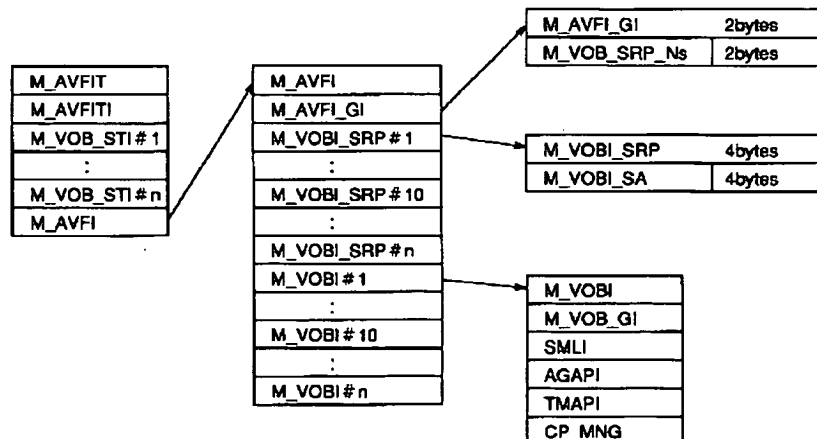 M_AVFIT
M_AVFITI
M_VOB_STI#1
:
M_VOB_STI#n
M_AVFI
M_AVFI
M_AVFI_GI
M_VOBI_SRP#1
:
M_VOBI_SRP#10
:
M_VOBI_SRP#n
M_VOBI#1
:
M_VOBI#10
:
M_VOBI#n
M_AVFI_GI 2bytes
M_VOB_SRP_Ns 2bytes
M_VOBI_SRP 4bytes
M_VOBI_SA 4bytes
M_VOBI
M_VOB_GI
SMLI
AGAPI
TMAPI
CP_MNG